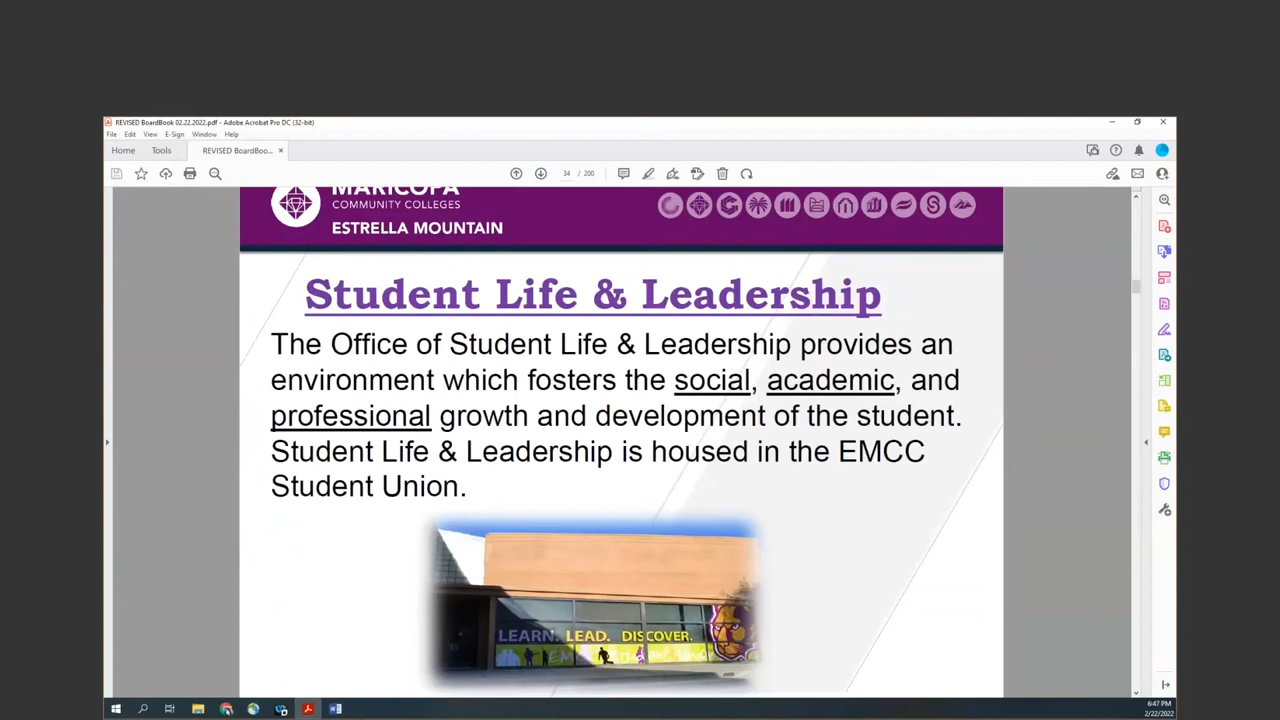 REVISED BoardBook 02.22.2022.pdf - Adobe Acrobat Pro DC (32-bit)
File Edit View E-Sign Window Help
Home Tools REVISED BoardBoo... ×
34 / 200
MARICOPA
COMMUNITY COLLEGES
ESTRELLA MOUNTAIN
Student Life & Leadership
The Office of Student Life & Leadership provides an
environment which fosters the social, academic, and
professional growth and development of the student.
Student Life & Leadership is housed in the EMCC
Student Union.
LEARN. LEAD. DISCOVER.
6:47 PM
2/22/2022